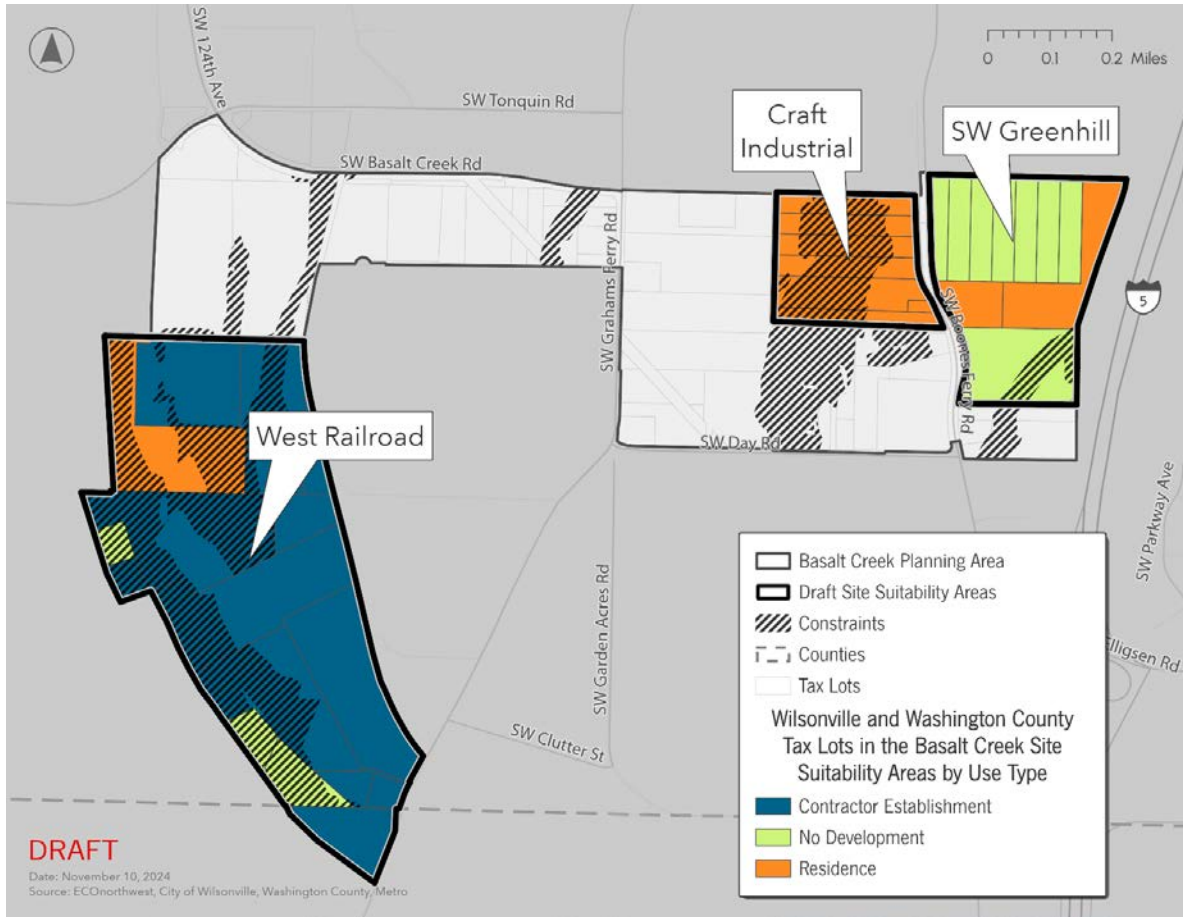 SW 124th Ave
0 0.1 0.2 Miles
SW Tonquin Rd
Craft
Industrial
SW Greenhill
SW Basalt Creek Rd
SW Grahams Ferry Rd
SW Boones Ferry Rd
5
West Railroad
SW Day Rd
SW Parkway Ave
SW Garden Acres Rd
Elligsen Rd
SW Clutter St
Basalt Creek Planning Area
Draft Site Suitability Areas
Constraints
Counties
Tax Lots
Wilsonville and Washington County
Tax Lots in the Basalt Creek Site
Suitability Areas by Use Type
Contractor Establishment
No Development
Residence
DRAFT
Date: November 10, 2024
Source: ECOnorthwest, City of Wilsonville, Washington County, Metro